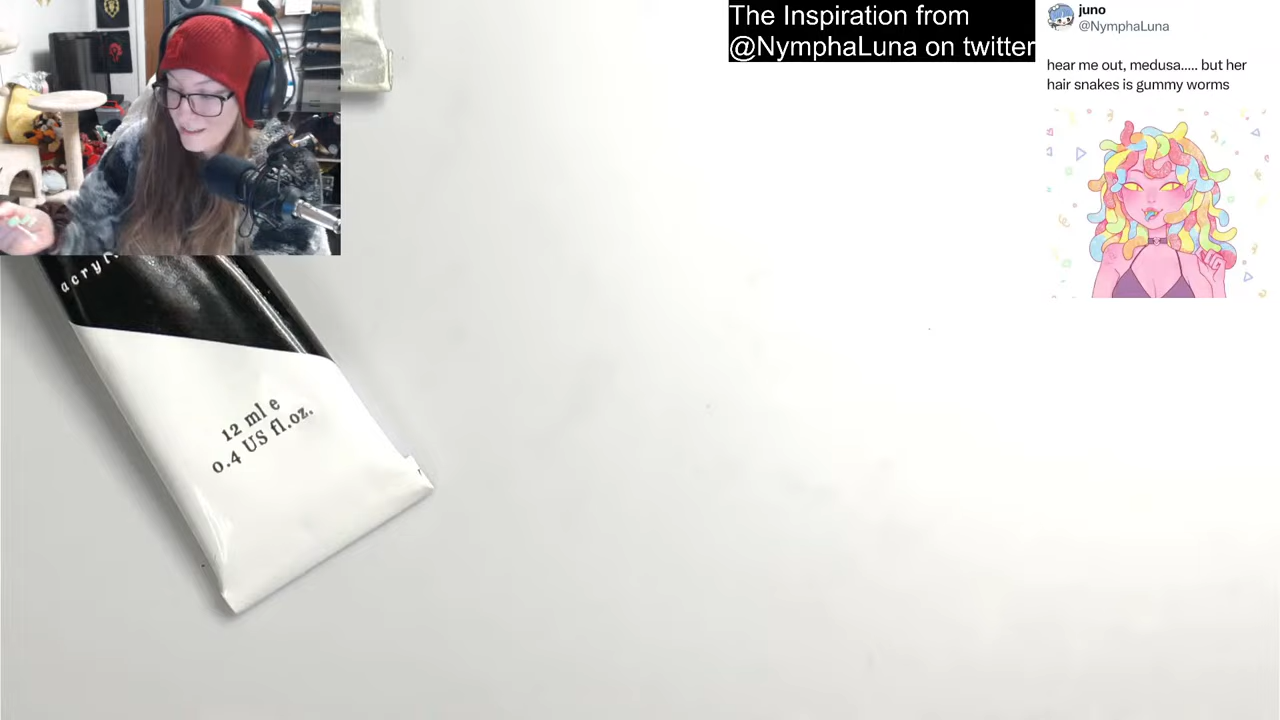 The Inspiration from
@NymphaLuna on twitter
juno
@NymphaLuna
hear me out, medusa..... but her
hair snakes is gummy worms
12 ml e
0.4 US fl.oz.